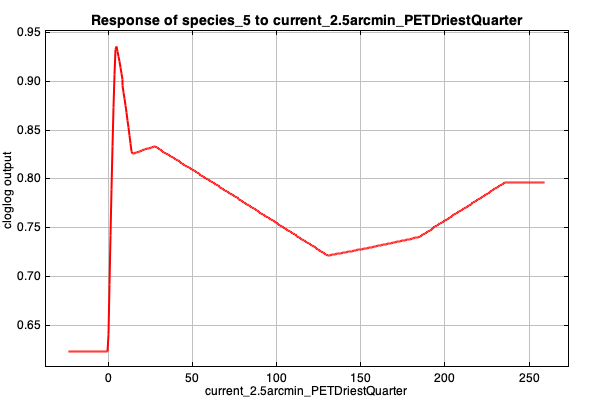 Response of species_5 to current_2.5arcmin_PETDriestQuarter
0.95
0.90
0.85
0.80
0.75
0.70
0.65
cloglog output
0 50 100 150 200 250
current_2.5arcmin_PETDriestQuarter